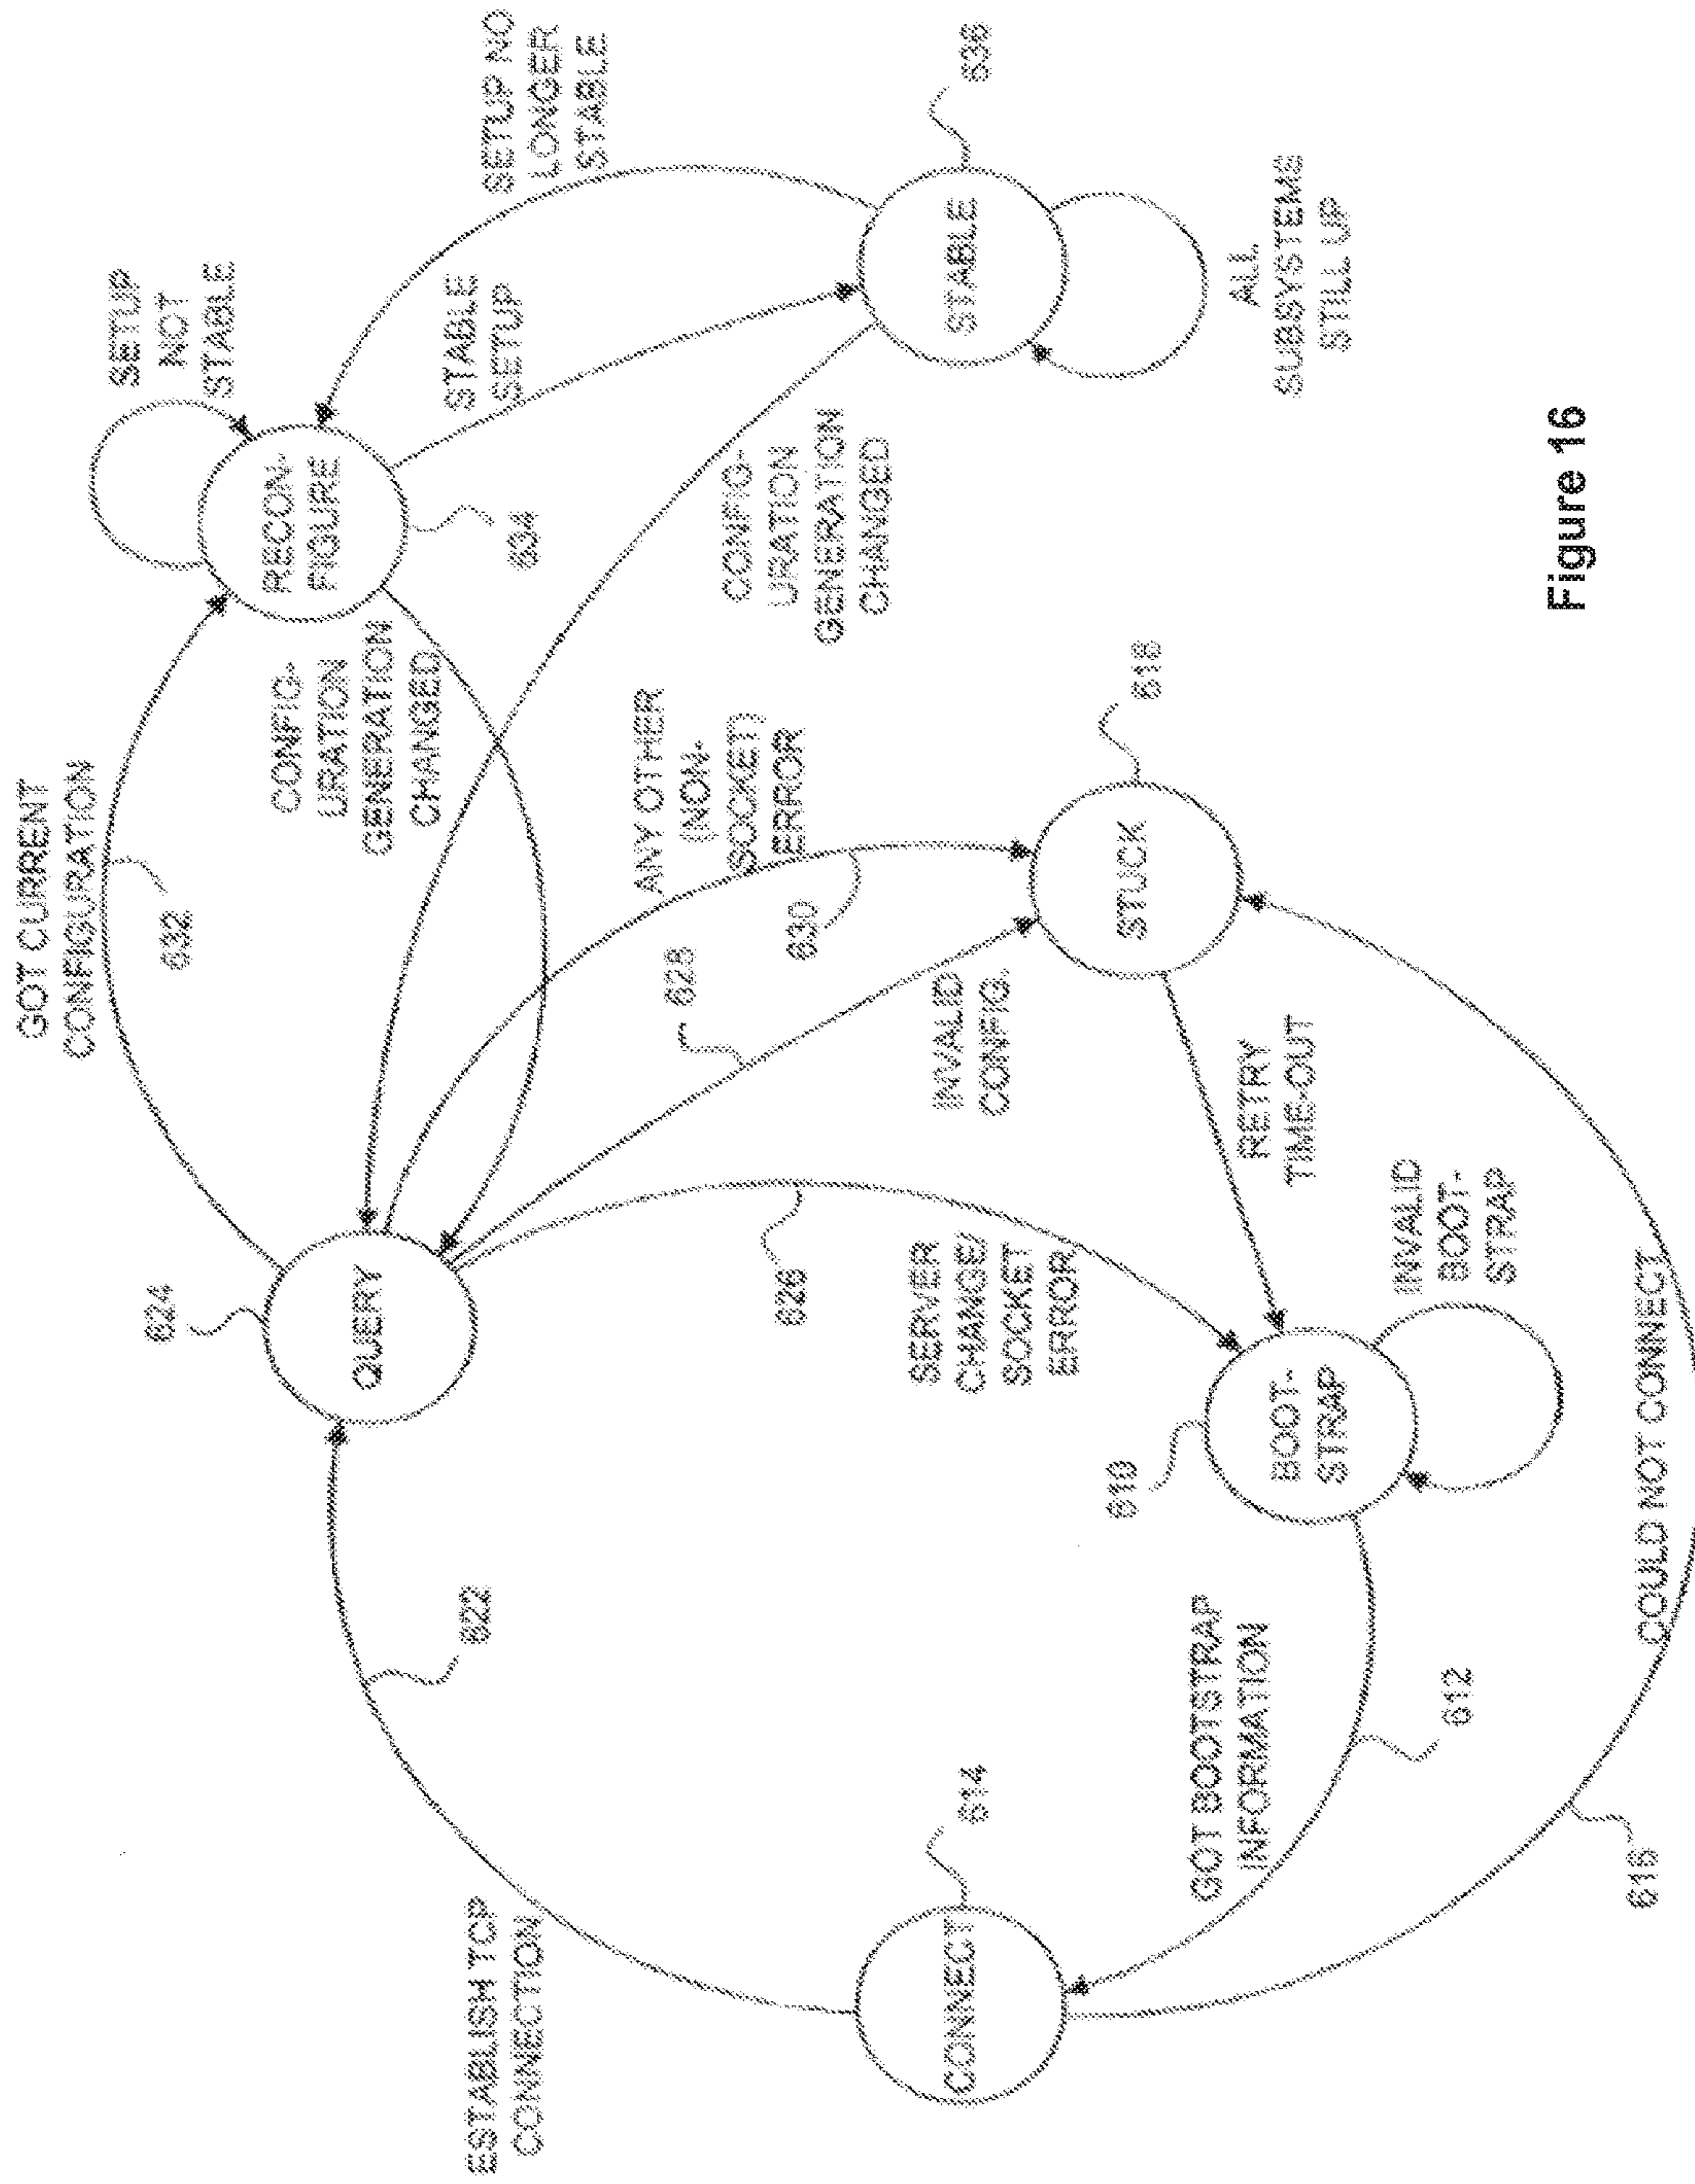 GOT CURRENT
CONFIGURATION
632
SETUP
NOT
STABLE
RECON-
FIGURE
634
SETUP NO
LONGER
STABLE
STABLE
SETUP
CONFIG-
URATION
GENERATION
CHANGED
CONFIG-
URATION
GENERATION
CHANGED
STABLE
636
ALL
SUBSYSTEMS
STILL UP
624
QUERY
ESTABLISH TCP
CONNECTION
622
ANY OTHER
(NON-
SOCKET)
ERROR
630
628
INVALID
CONFIG.
STUCK
618
626
SERVER
CHANGE/
SOCKET
ERROR
RETRY
TIME-OUT
610
BOOT-
STRAP
INVALID
BOOT-
STRAP
CONNECT
614
GOT BOOTSTRAP
INFORMATION
612
COULD NOT CONNECT
616
Figure 16